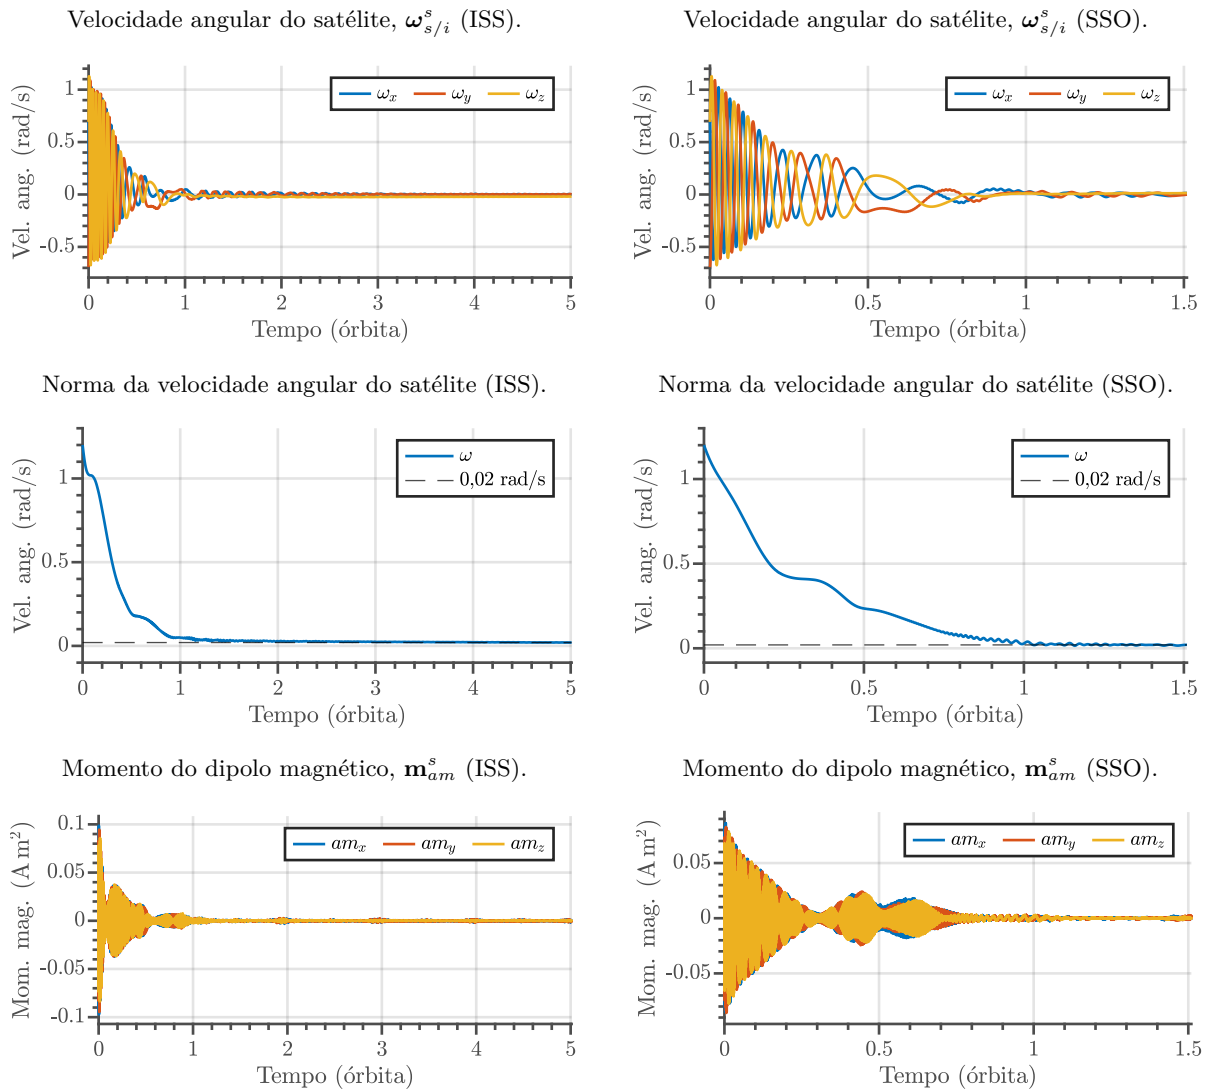 Velocidade angular do satélite, ω^s_{s/i} (ISS).
Vel. ang. (rad/s)
1
0.5
0
-0.5
ω_x ω_y ω_z
0 1 2 3 4 5
Tempo (órbita)
Velocidade angular do satélite, ω^s_{s/i} (SSO).
Vel. ang. (rad/s)
1
0.5
0
-0.5
ω_x ω_y ω_z
0 0.5 1 1.5
Tempo (órbita)
Norma da velocidade angular do satélite (ISS).
Vel. ang. (rad/s)
1
0.5
0
ω
0,02 rad/s
0 1 2 3 4 5
Tempo (órbita)
Norma da velocidade angular do satélite (SSO).
Vel. ang. (rad/s)
1
0.5
0
ω
0,02 rad/s
0 0.5 1 1.5
Tempo (órbita)
Momento do dipolo magnético, m^s_{am} (ISS).
Mom. mag. (A m²)
0.1
0.05
0
-0.05
-0.1
am_x am_y am_z
0 1 2 3 4 5
Tempo (órbita)
Momento do dipolo magnético, m^s_{am} (SSO).
Mom. mag. (A m²)
0.05
0
-0.05
am_x am_y am_z
0 0.5 1 1.5
Tempo (órbita)